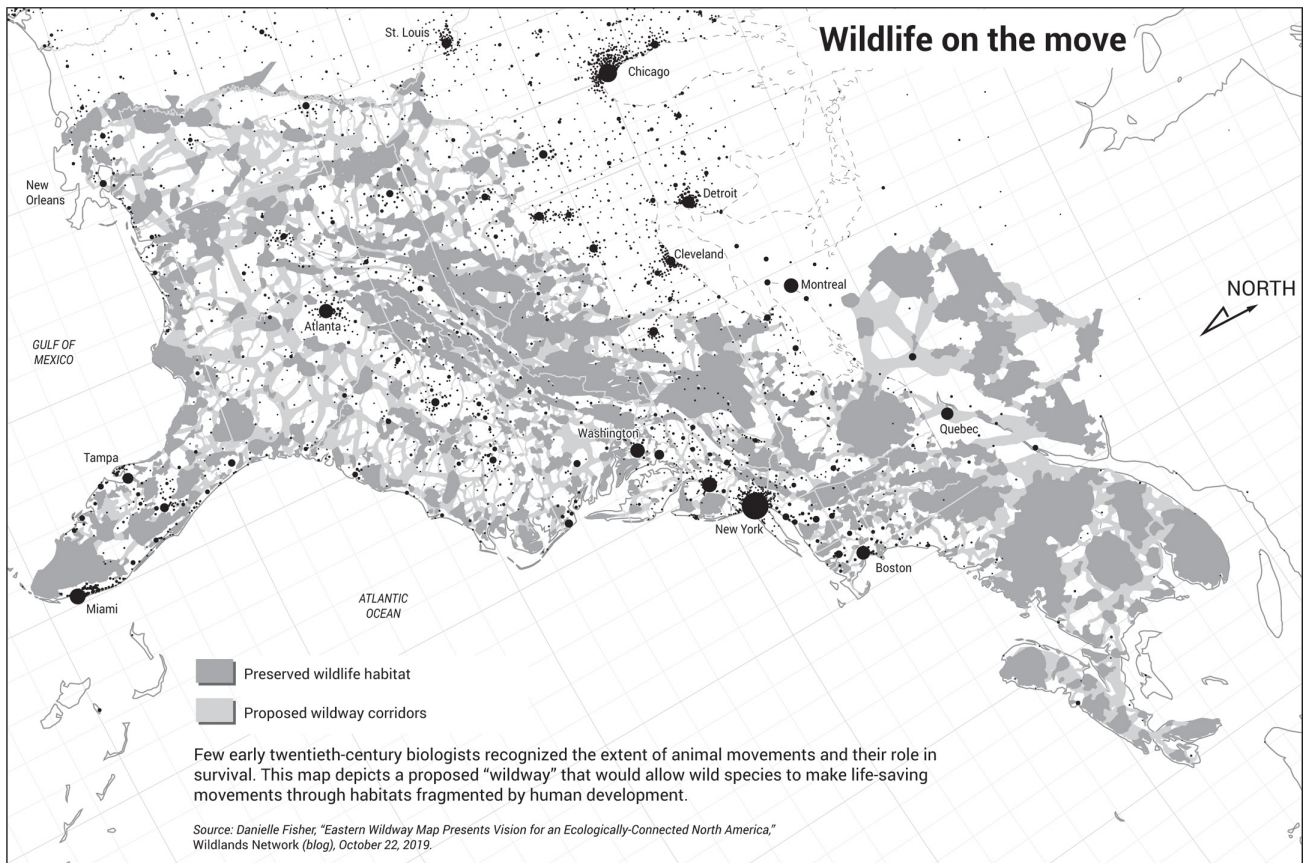 Wildlife on the move
St. Louis
Chicago
New
Orleans
Detroit
Cleveland
Montreal
NORTH
Atlanta
GULF OF
MEXICO
Washington
Quebec
Tampa
New York
Boston
Miami
ATLANTIC
OCEAN
Preserved wildlife habitat
Proposed wildway corridors
Few early twentieth-century biologists recognized the extent of animal movements and their role in
survival. This map depicts a proposed “wildway” that would allow wild species to make life-saving
movements through habitats fragmented by human development.
Source: Danielle Fisher, “Eastern Wildway Map Presents Vision for an Ecologically-Connected North America,”
Wildlands Network (blog), October 22, 2019.